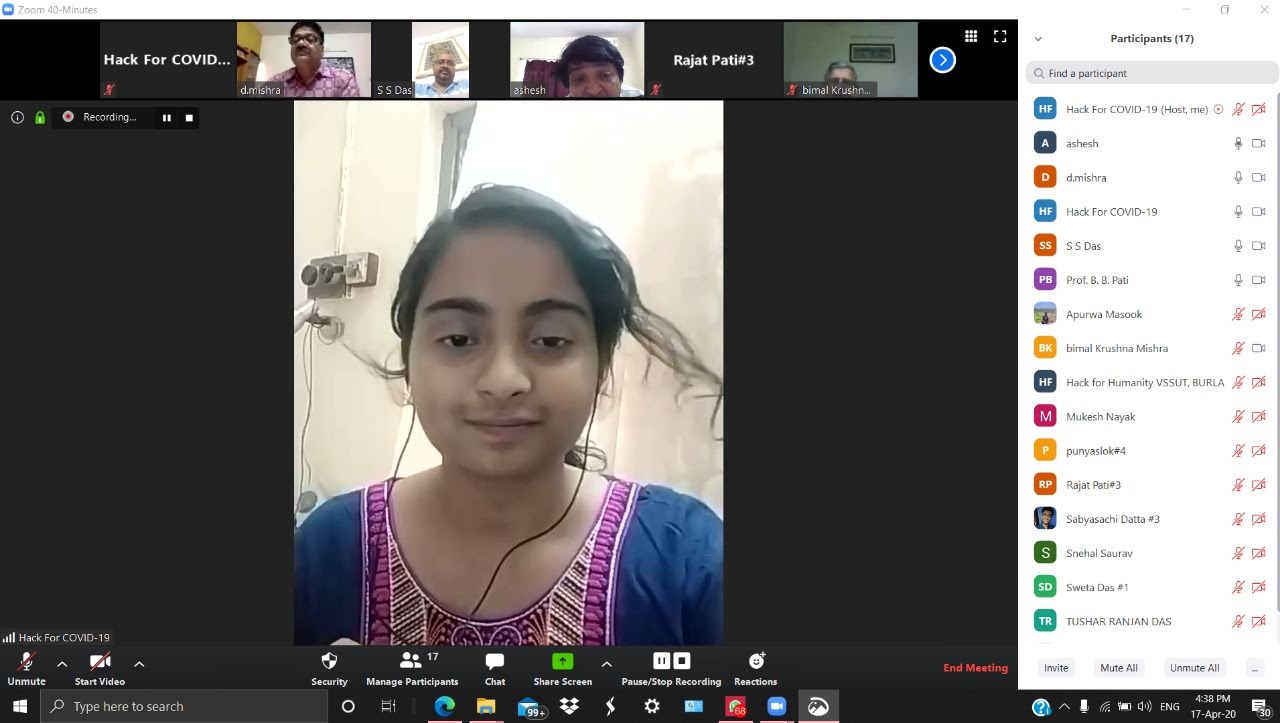 Zoom 40-Minutes
Hack For COVID...
d.mishra
S S Das
ashesh
Rajat Pati#3
bimal Krushn...
Recording...
Hack For COVID-19
Unmute
Start Video
Security
17
Manage Participants
Chat
Share Screen
Pause/Stop Recording
Reactions
End Meeting
Participants (17)
Find a participant
HF Hack For COVID-19 (Host, me)
A ashesh
D d.mishra
HF Hack For COVID-19
SS S S Das
PB Prof. B. B. Pati
Apurwa Masook
BK bimal Krushna Mishra
HF Hack for Humanity VSSUT, BURLA
M Mukesh Nayak
P punyaslok#4
RP Rajat Pati#3
Sabyasachi Datta #3
S Snehal Saurav
SD Sweta Das #1
TR TUSHAR RANJAN DAS
Invite Mute All Unmute All ...
Type here to search
99+
68
ENG
4:38 PM
17-Apr-20
30